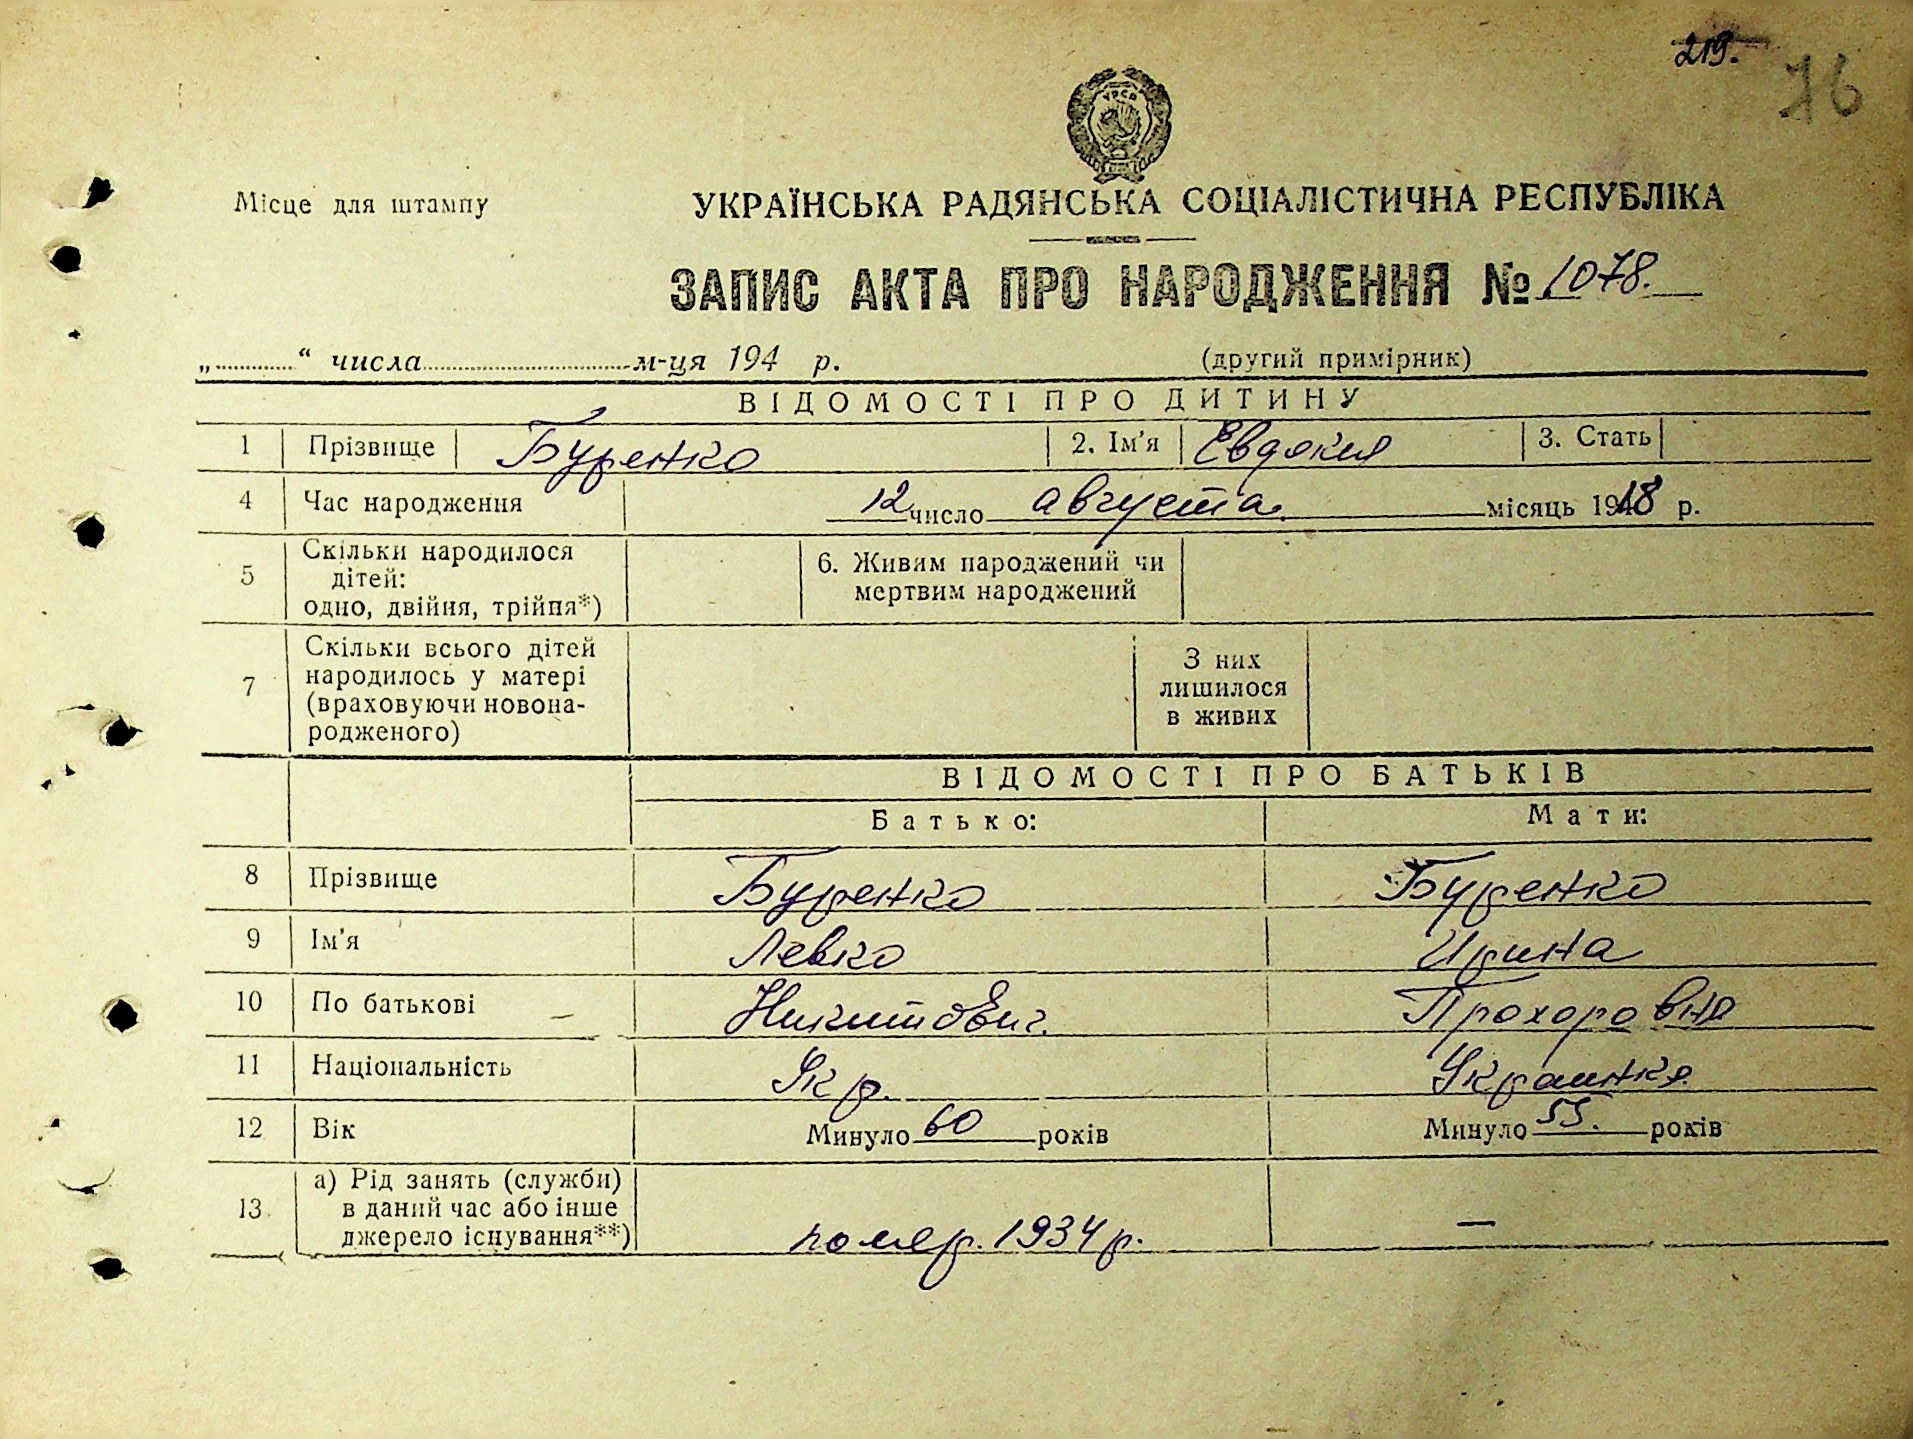 219.
76
УРСР
Місце для штампу
УКРАЇНСЬКА РАДЯНСЬКА СОЦІАЛІСТИЧНА РЕСПУБЛІКА
ЗАПИС АКТА ПРО НАРОДЖЕННЯ № 1078.
„ “ числа м-ця 194 р. (другий примірник)
ВІДОМОСТІ ПРО ДИТИНУ
1 Прізвище Буренко 2. Ім'я Евдокия 3. Стать
4 Час народження 12 число августа місяць 1918 р.
5 Скільки народилося дітей: одно, двійня, трійня*) 6. Живим народжений чи мертвим народжений
7 Скільки всього дітей народилось у матері (враховуючи новона-родженого) З них лишилося в живих
ВІДОМОСТІ ПРО БАТЬКІВ
Батько: Мати:
8 Прізвище Буренко Буренко
9 Ім'я Левко Ирина
10 По батькові Никитович. Прохоровна
11 Національність Укр. Украинка
12 Вік Минуло 60 років Минуло 55. років
13 а) Рід занять (служби) в даний час або інше джерело існування**) помер. 1934 р. —